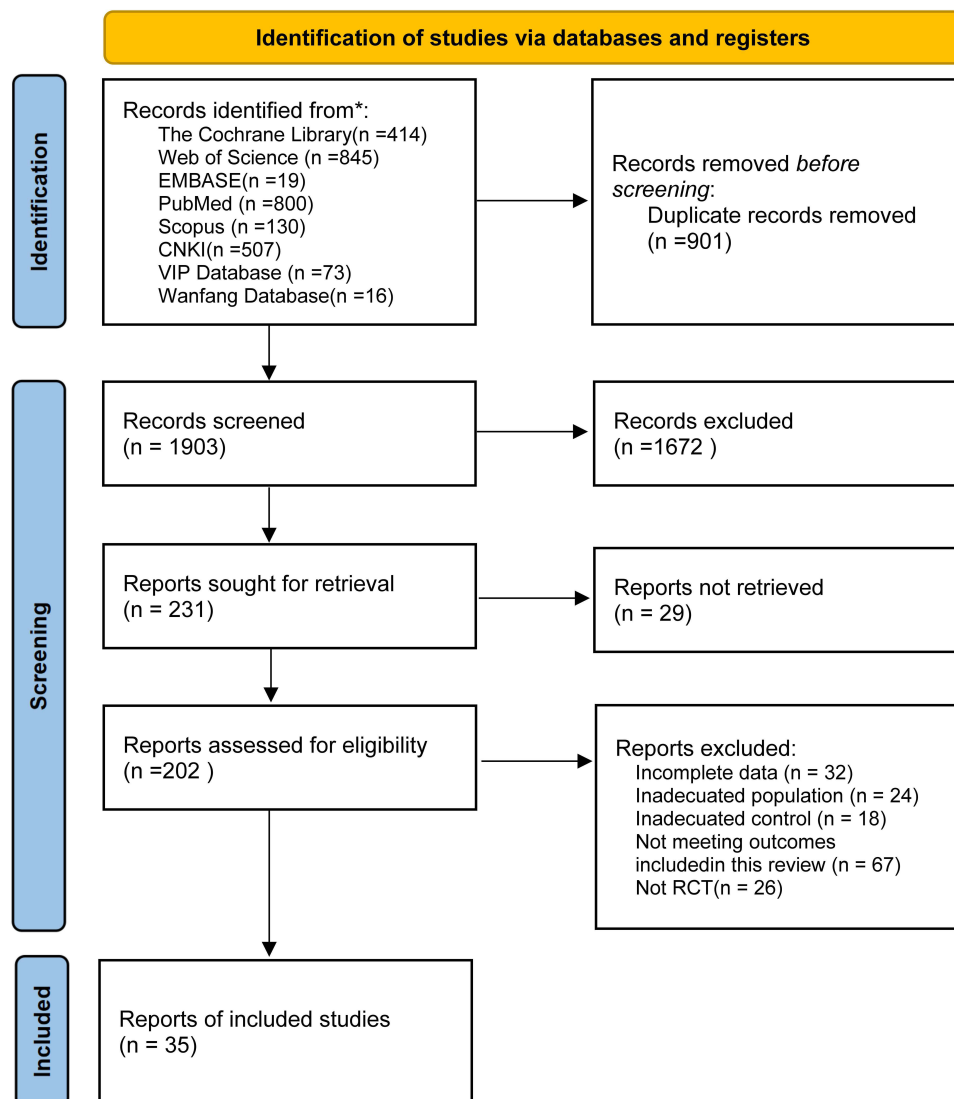 Identification of studies via databases and registers
Identification
Records identified from*:
The Cochrane Library(n =414)
Web of Science (n =845)
EMBASE(n =19)
PubMed (n =800)
Scopus (n =130)
CNKI(n =507)
VIP Database (n =73)
Wanfang Database(n =16)
Records removed before
screening:
Duplicate records removed
(n =901)
Screening
Records screened
(n = 1903)
Records excluded
(n =1672 )
Reports sought for retrieval
(n = 231)
Reports not retrieved
(n = 29)
Reports assessed for eligibility
(n =202 )
Reports excluded:
Incomplete data (n = 32)
Inadecuated population (n = 24)
Inadecuated control (n = 18)
Not meeting outcomes
includedin this review (n = 67)
Not RCT(n = 26)
Included
Reports of included studies
(n = 35)